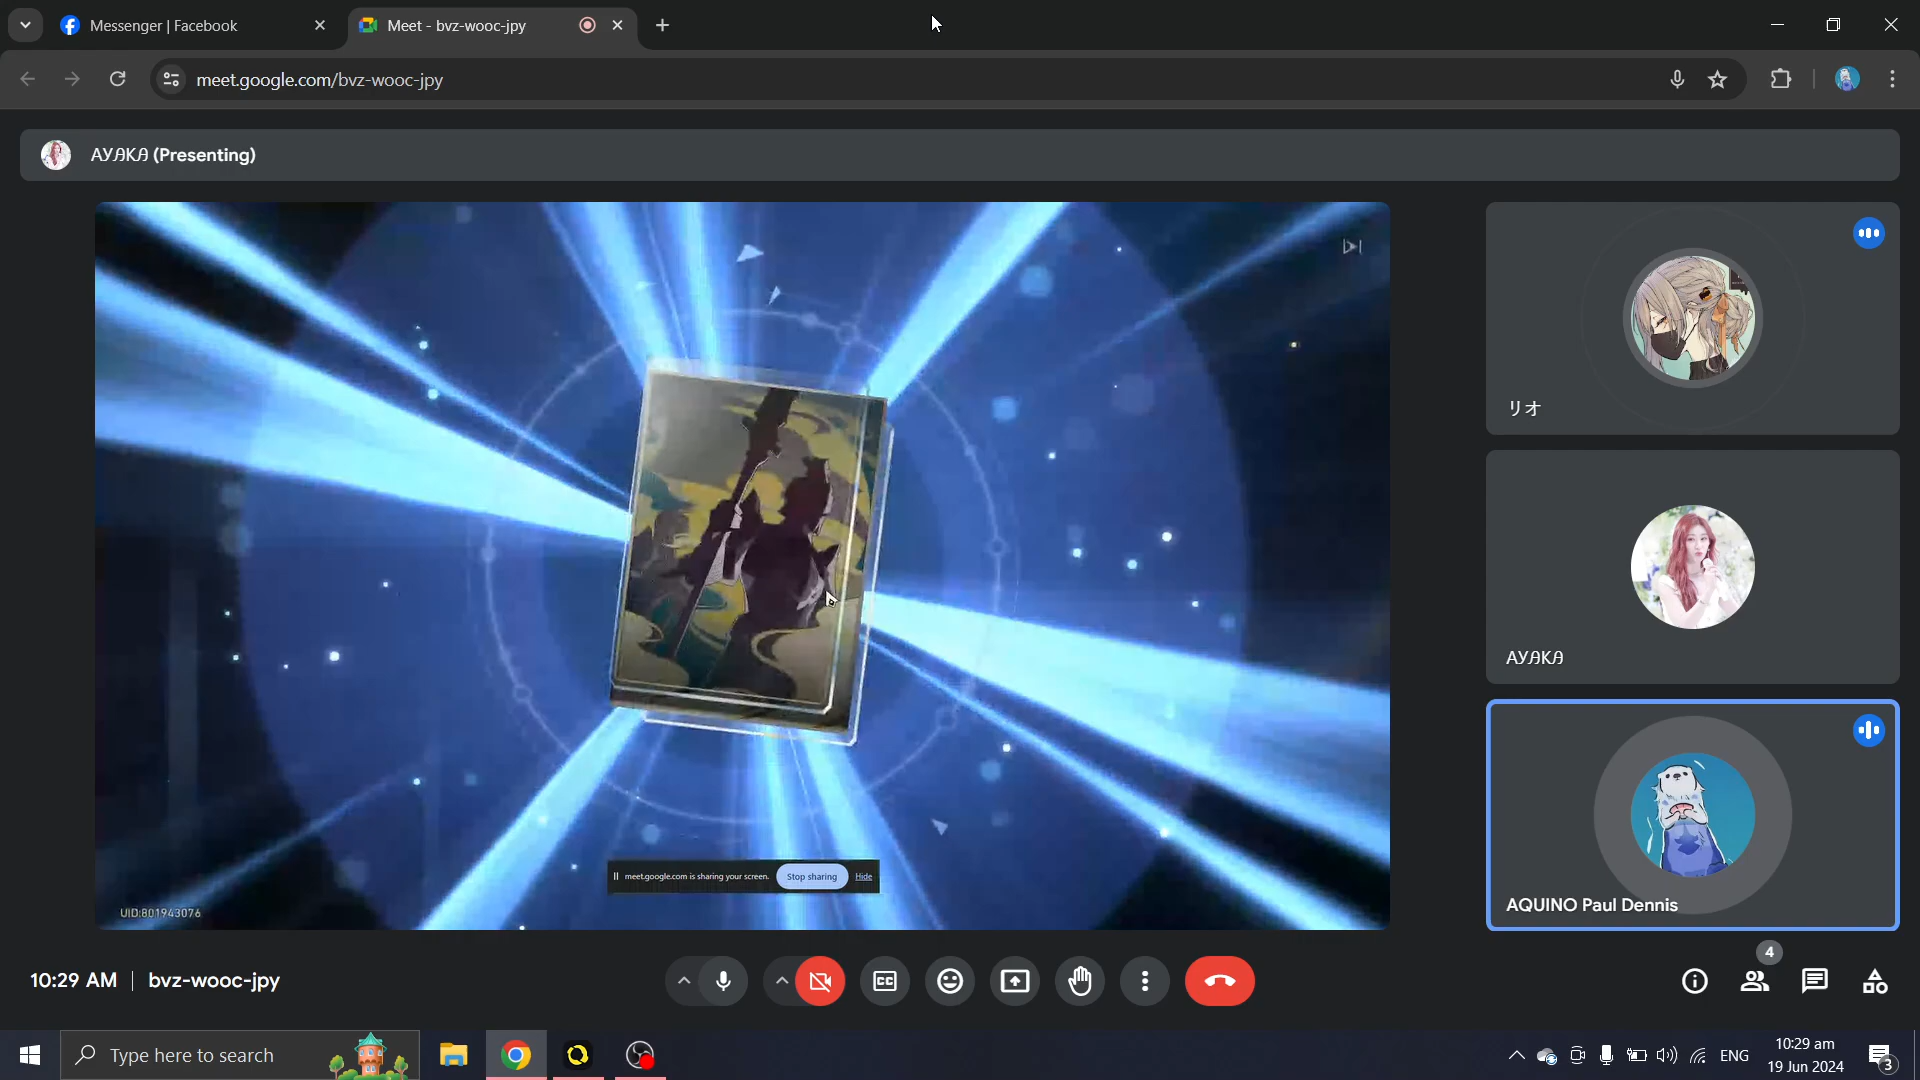 Messenger | Facebook
Meet - bvz-wooc-jpy
meet.google.com/bvz-wooc-jpy
AУᎯKᎯ (Presenting)
リオ
AУᎯKᎯ
meet.google.com is sharing your screen. Stop sharing Hide
UID:801943076
AQUINO Paul Dennis
10:29 AM | bvz-wooc-jpy
4
Type here to search
ENG
10:29 am
19 Jun 2024
3